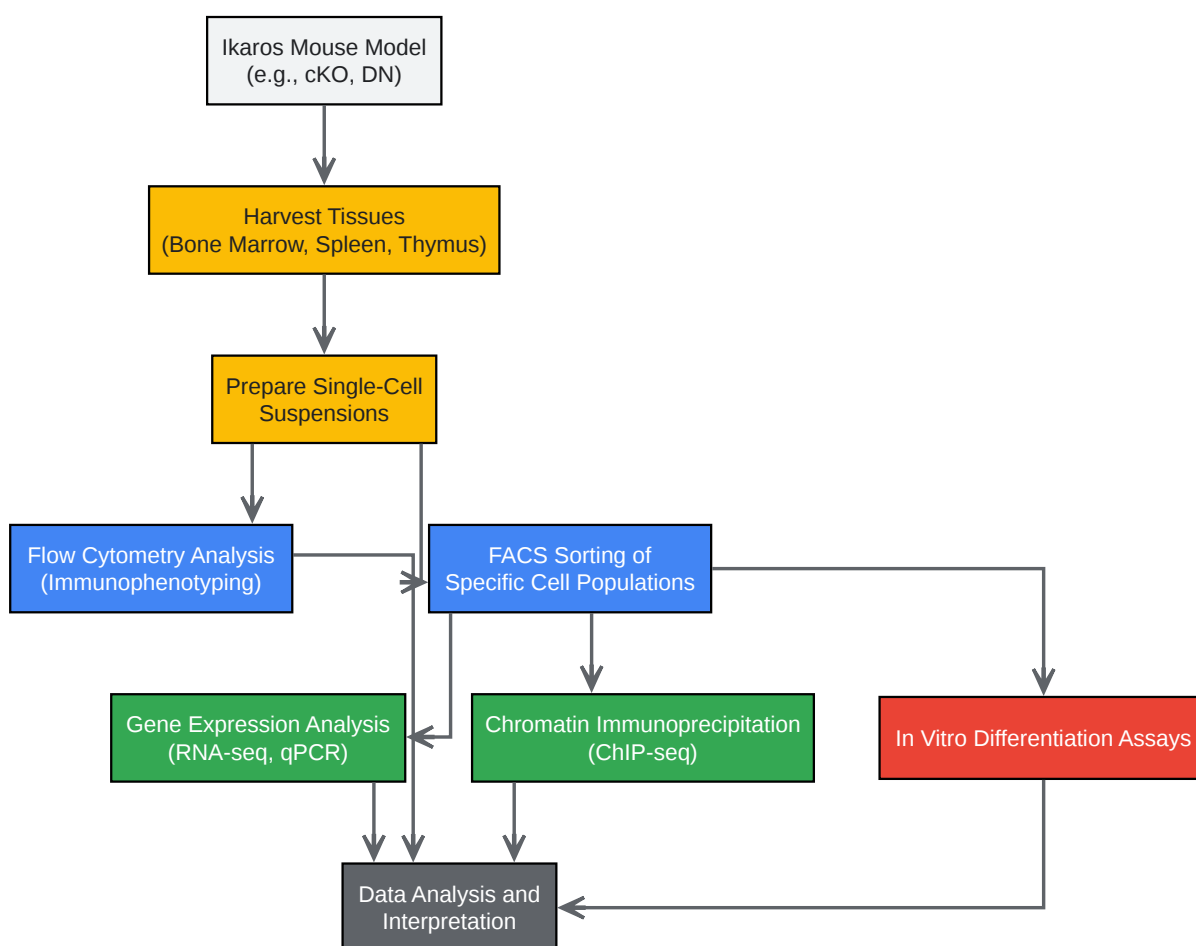 Ikaros Mouse Model
(e.g., cKO, DN)
Harvest Tissues
(Bone Marrow, Spleen, Thymus)
Prepare Single-Cell
Suspensions
Flow Cytometry Analysis
(Immunophenotyping)
FACS Sorting of
Specific Cell Populations
Gene Expression Analysis
(RNA-seq, qPCR)
Chromatin Immunoprecipitation
(ChIP-seq)
In Vitro Differentiation Assays
Data Analysis and
Interpretation